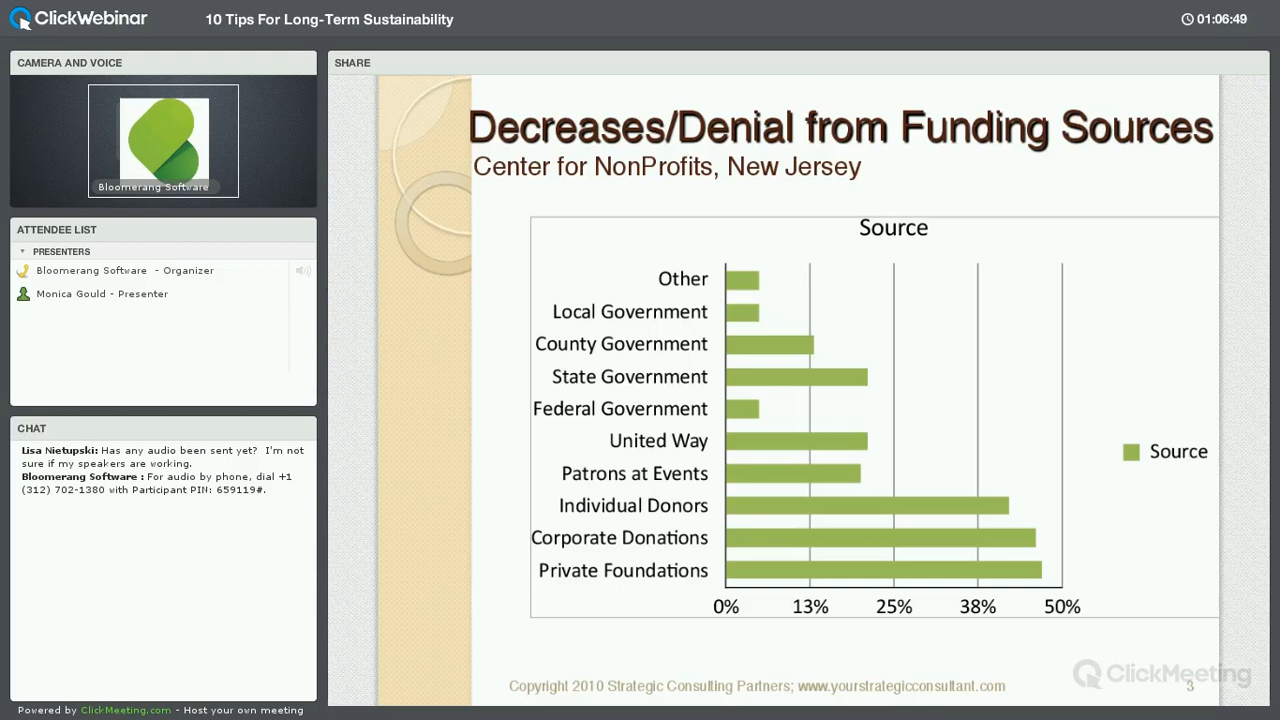 ClickWebinar
10 Tips For Long-Term Sustainability
01:06:49
CAMERA AND VOICE
Bloomerang Software
ATTENDEE LIST
PRESENTERS
Bloomerang Software - Organizer
Monica Gould - Presenter
CHAT
Lisa Nietupski: Has any audio been sent yet? I'm not
sure if my speakers are working.
Bloomerang Software : For audio by phone, dial +1
(312) 702-1380 with Participant PIN: 659119#.
Powered by ClickMeeting.com - Host your own meeting
SHARE
Decreases/Denial from Funding Sources
Center for NonProfits, New Jersey
Source
Other
Local Government
County Government
State Government
Federal Government
United Way
Patrons at Events
Individual Donors
Corporate Donations
Private Foundations
0% 13% 25% 38% 50%
Source
Copyright 2010 Strategic Consulting Partners; www.yourstrategicconsultant.com
3
ClickMeeting